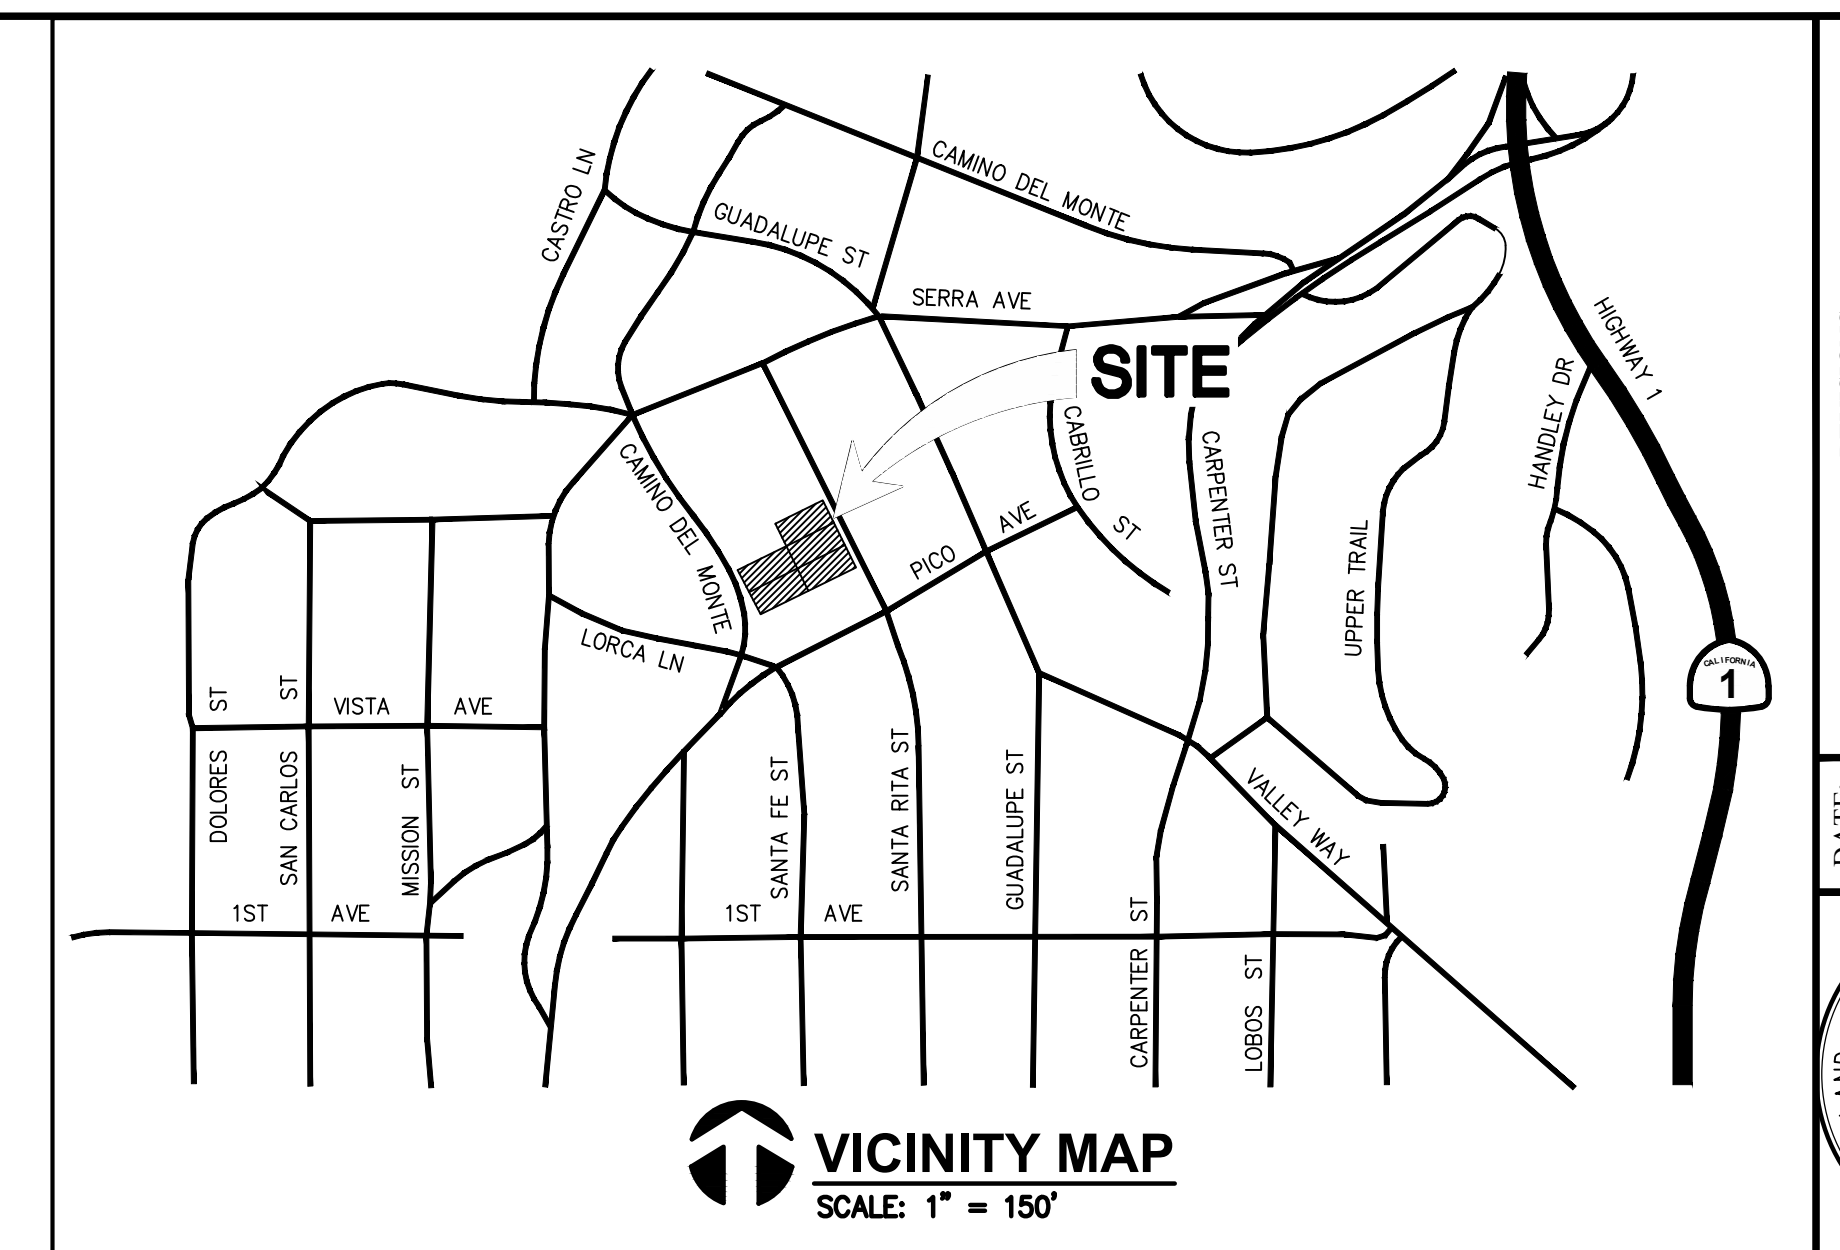 CASTRO LN
CAMINO DEL MONTE
GUADALUPE ST
SERRA AVE
SITE
HIGHWAY 1
HANDLEY DR
CAMINO DEL MONTE
CABRILLO ST
CARPENTER ST
PICO AVE
UPPER TRAIL
LORCA LN
CALIFORNIA
1
DOLORES ST
SAN CARLOS ST
VISTA AVE
MISSION ST
SANTA FE ST
SANTA RITA ST
GUADALUPE ST
VALLEY WAY
1ST AVE
1ST AVE
CARPENTER ST
LOBOS ST
VICINITY MAP
SCALE: 1" = 150'